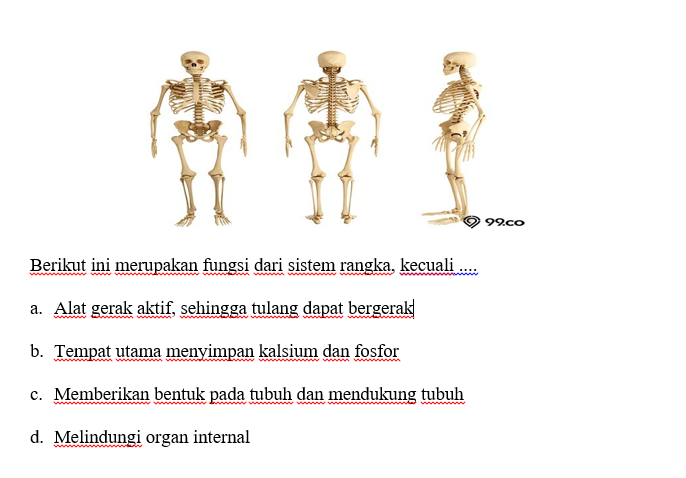 99.co
Berikut ini merupakan fungsi dari sistem rangka, kecuali ....
a. Alat gerak aktif, sehingga tulang dapat bergerak
b. Tempat utama menyimpan kalsium dan fosfor
c. Memberikan bentuk pada tubuh dan mendukung tubuh
d. Melindungi organ internal